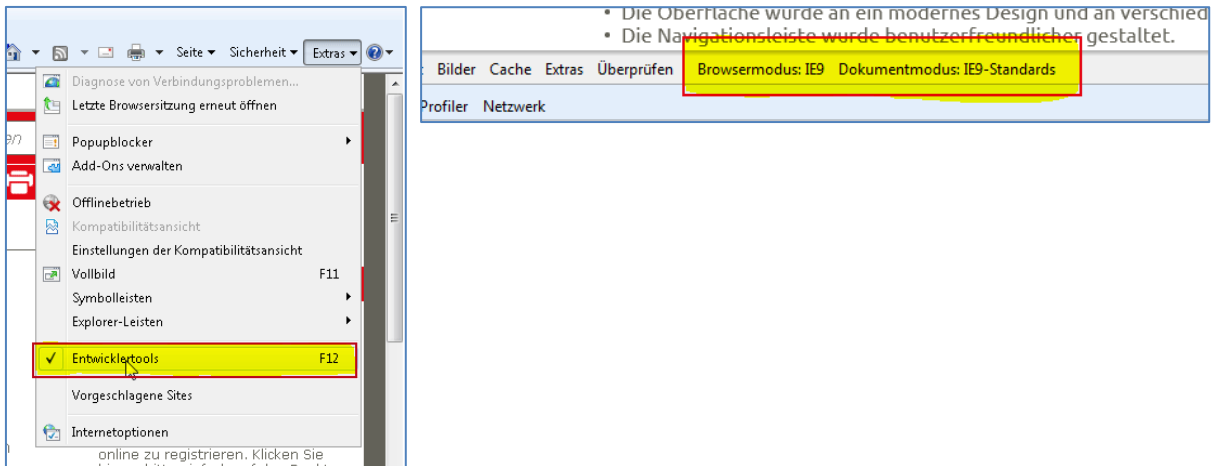 Seite Sicherheit Extras
Diagnose von Verbindungsproblemen...
Letzte Browsersitzung erneut öffnen
Popupblocker
Add-Ons verwalten
Offlinebetrieb
Kompatibilitätsansicht
Einstellungen der Kompatibilitätsansicht
Vollbild F11
Symbolleisten
Explorer-Leisten
Entwicklertools F12
Vorgeschlagene Sites
Internetoptionen
online zu registrieren. Klicken Sie
• Die Oberfläche wurde an ein modernes Design und an verschied
• Die Navigationsleiste wurde benutzerfreundlicher gestaltet.
Bilder Cache Extras Überprüfen Browsermodus: IE9 Dokumentmodus: IE9-Standards
Profiler Netzwerk